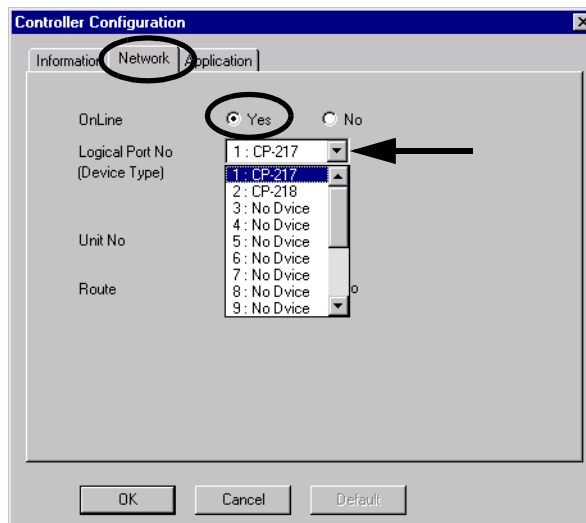 Controller Configuration
Information Network Application
OnLine Yes No
Logical Port No 1 : CP-217
(Device Type)
1 : CP-217
2 : CP-218
3 : No Dvice
4 : No Dvice
5 : No Dvice
6 : No Dvice
7 : No Dvice
8 : No Dvice
9 : No Dvice
Unit No
Route
OK Cancel Default